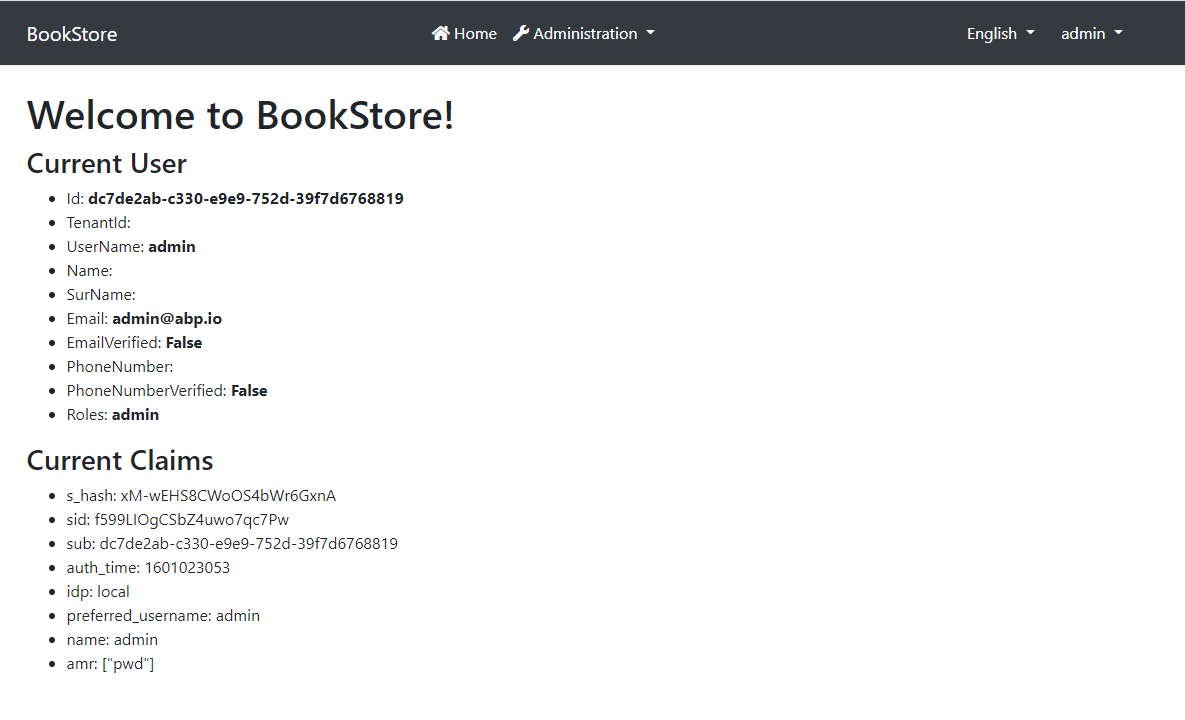 BookStore Home Administration English admin
Welcome to BookStore!
Current User
Id: dc7de2ab-c330-e9e9-752d-39f7d6768819
TenantId:
UserName: admin
Name:
SurName:
Email: admin@abp.io
EmailVerified: False
PhoneNumber:
PhoneNumberVerified: False
Roles: admin
Current Claims
s_hash: xM-wEHS8CWoOS4bWr6GxnA
sid: f599LIOgCSbZ4uwo7qc7Pw
sub: dc7de2ab-c330-e9e9-752d-39f7d6768819
auth_time: 1601023053
idp: local
preferred_username: admin
name: admin
amr: ["pwd"]